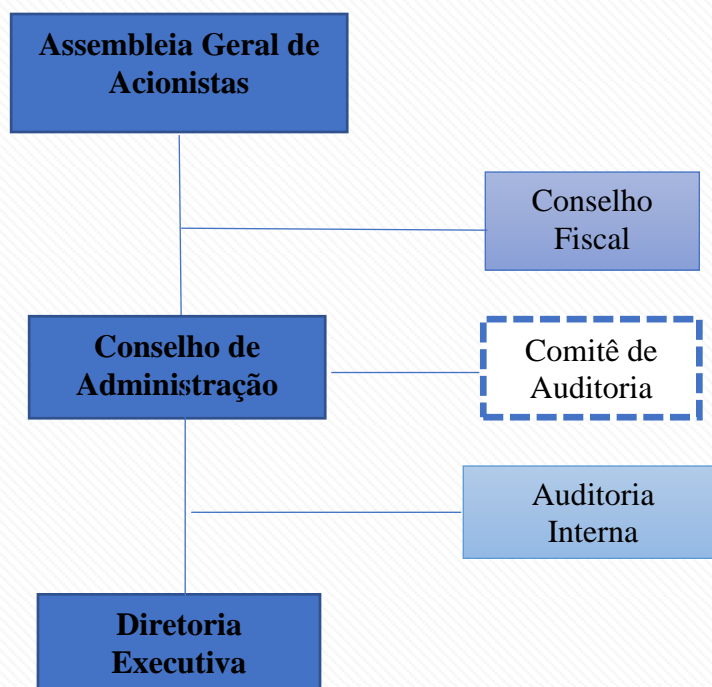 Assembleia Geral de
Acionistas
Conselho
Fiscal
Conselho de
Administração
Comitê de
Auditoria
Auditoria
Interna
Diretoria
Executiva